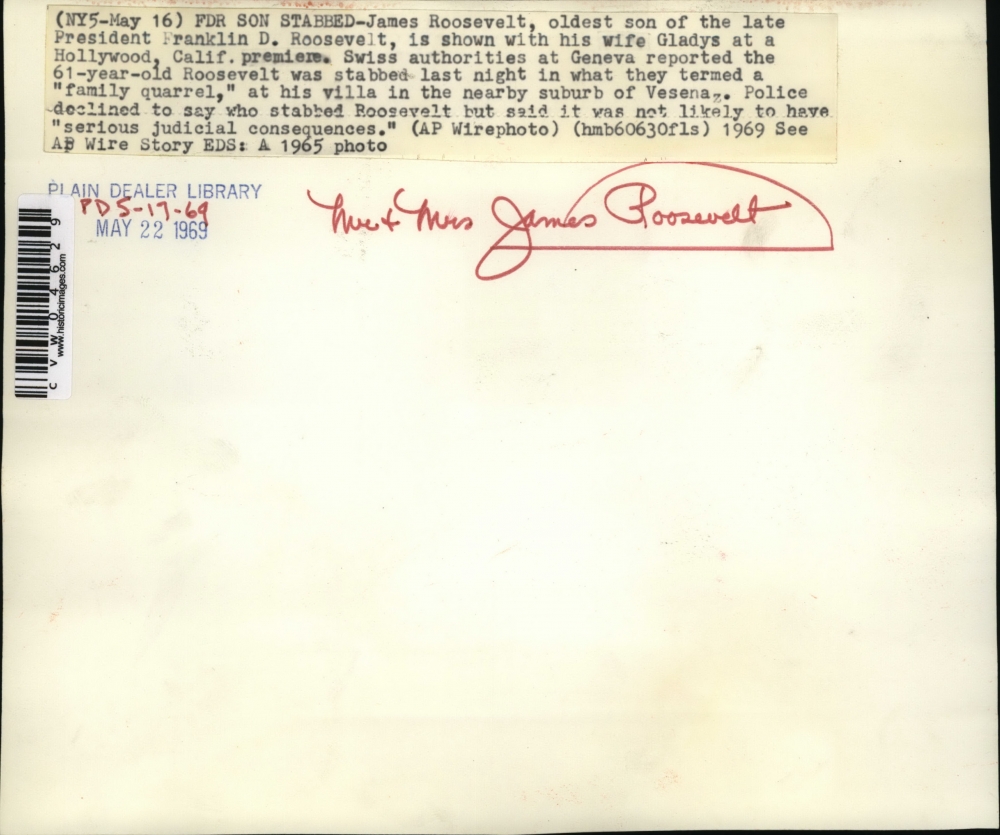 (NY5-May 16) FDR SON STABBED-James Roosevelt, oldest son of the late
President Franklin D. Roosevelt, is shown with his wife Gladys at a
Hollywood, Calif. premiere. Swiss authorities at Geneva reported the
61-year-old Roosevelt was stabbed last night in what they termed a
"family quarrel," at his villa in the nearby suburb of Vesenaz. Police
declined to say who stabbed Roosevelt but said it was not likely to have
"serious judicial consequences." (AP Wirephoto) (hmb60630fls) 1969 See
AP Wire Story EDS: A 1965 photo
PLAIN DEALER LIBRARY
PD 5-17-69
MAY 22 1969
Mr + Mrs James Roosevelt
CVW04629
www.historicimages.com